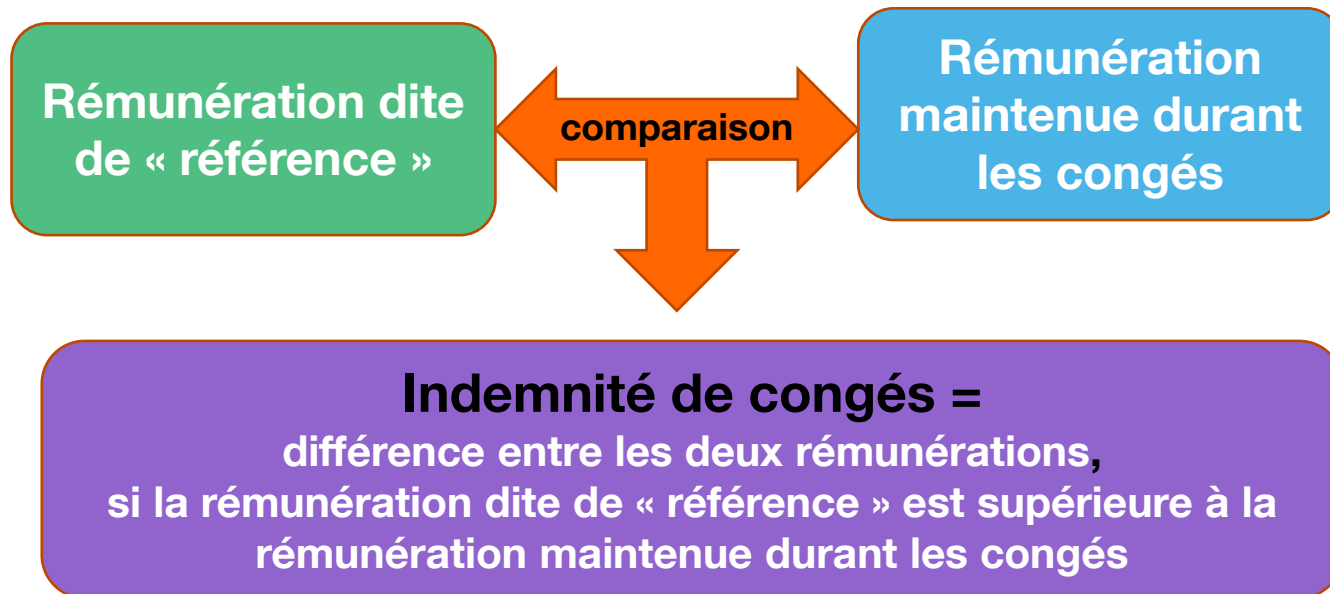 Rémunération dite
de « référence »
comparaison
Rémunération
maintenue durant
les congés
Indemnité de congés =
différence entre les deux rémunérations,
si la rémunération dite de « référence » est supérieure à la
rémunération maintenue durant les congés